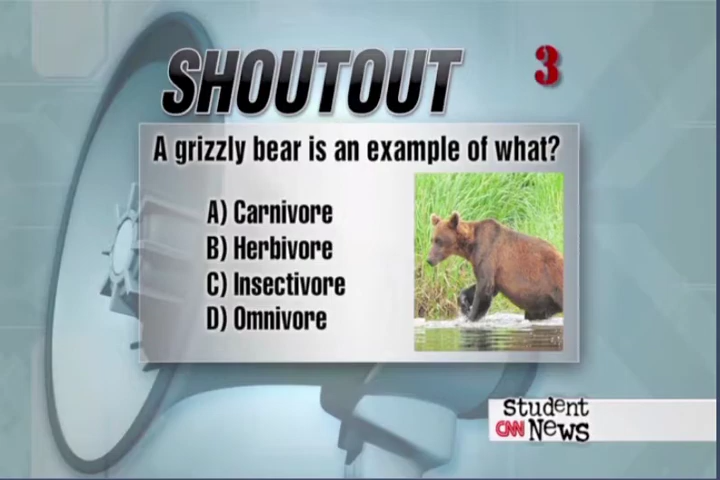 SHOUTOUT
3
A grizzly bear is an example of what?
A) Carnivore
B) Herbivore
C) Insectivore
D) Omnivore
Student
CNN News